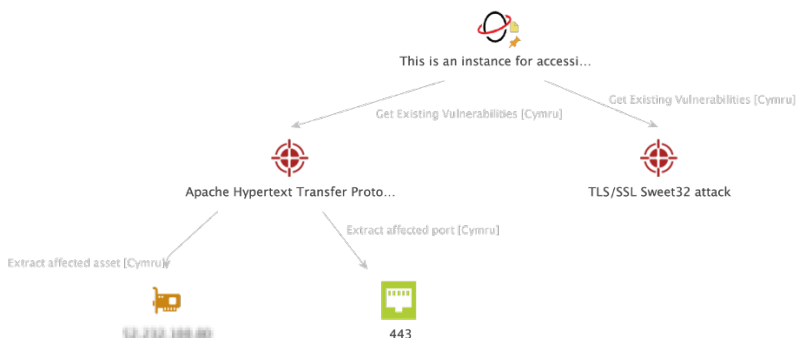 This is an instance for accessi...
Get Existing Vulnerabilities [Cymru]
Get Existing Vulnerabilities [Cymru]
Apache Hypertext Transfer Proto...
TLS/SSL Sweet32 attack
Extract affected port [Cymru]
Extract affected asset [Cymru]
443